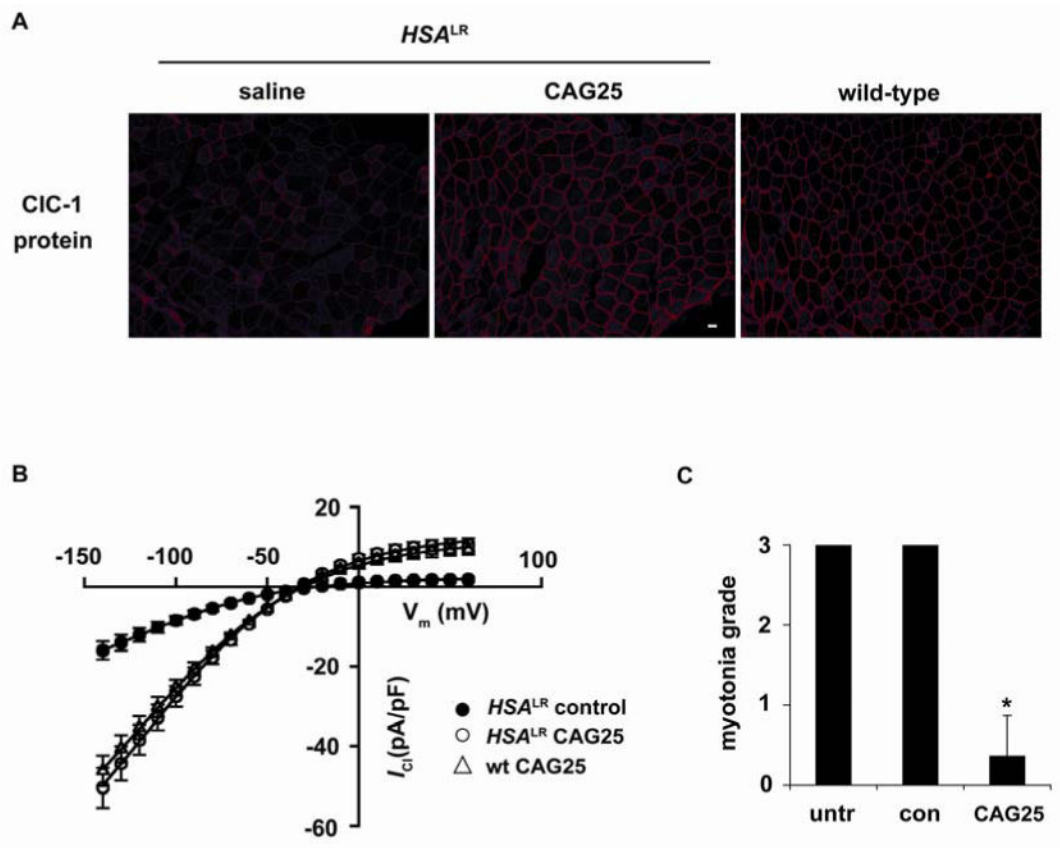 A
HSA^LR
saline
CAG25
wild-type
ClC-1
protein
B
20
-150
-100
-50
100
V_m (mV)
-20
-40
-60
I_Cl(pA/pF)
HSA^LR control
HSA^LR CAG25
wt CAG25
C
3
2
1
0
myotonia grade
*
untr
con
CAG25